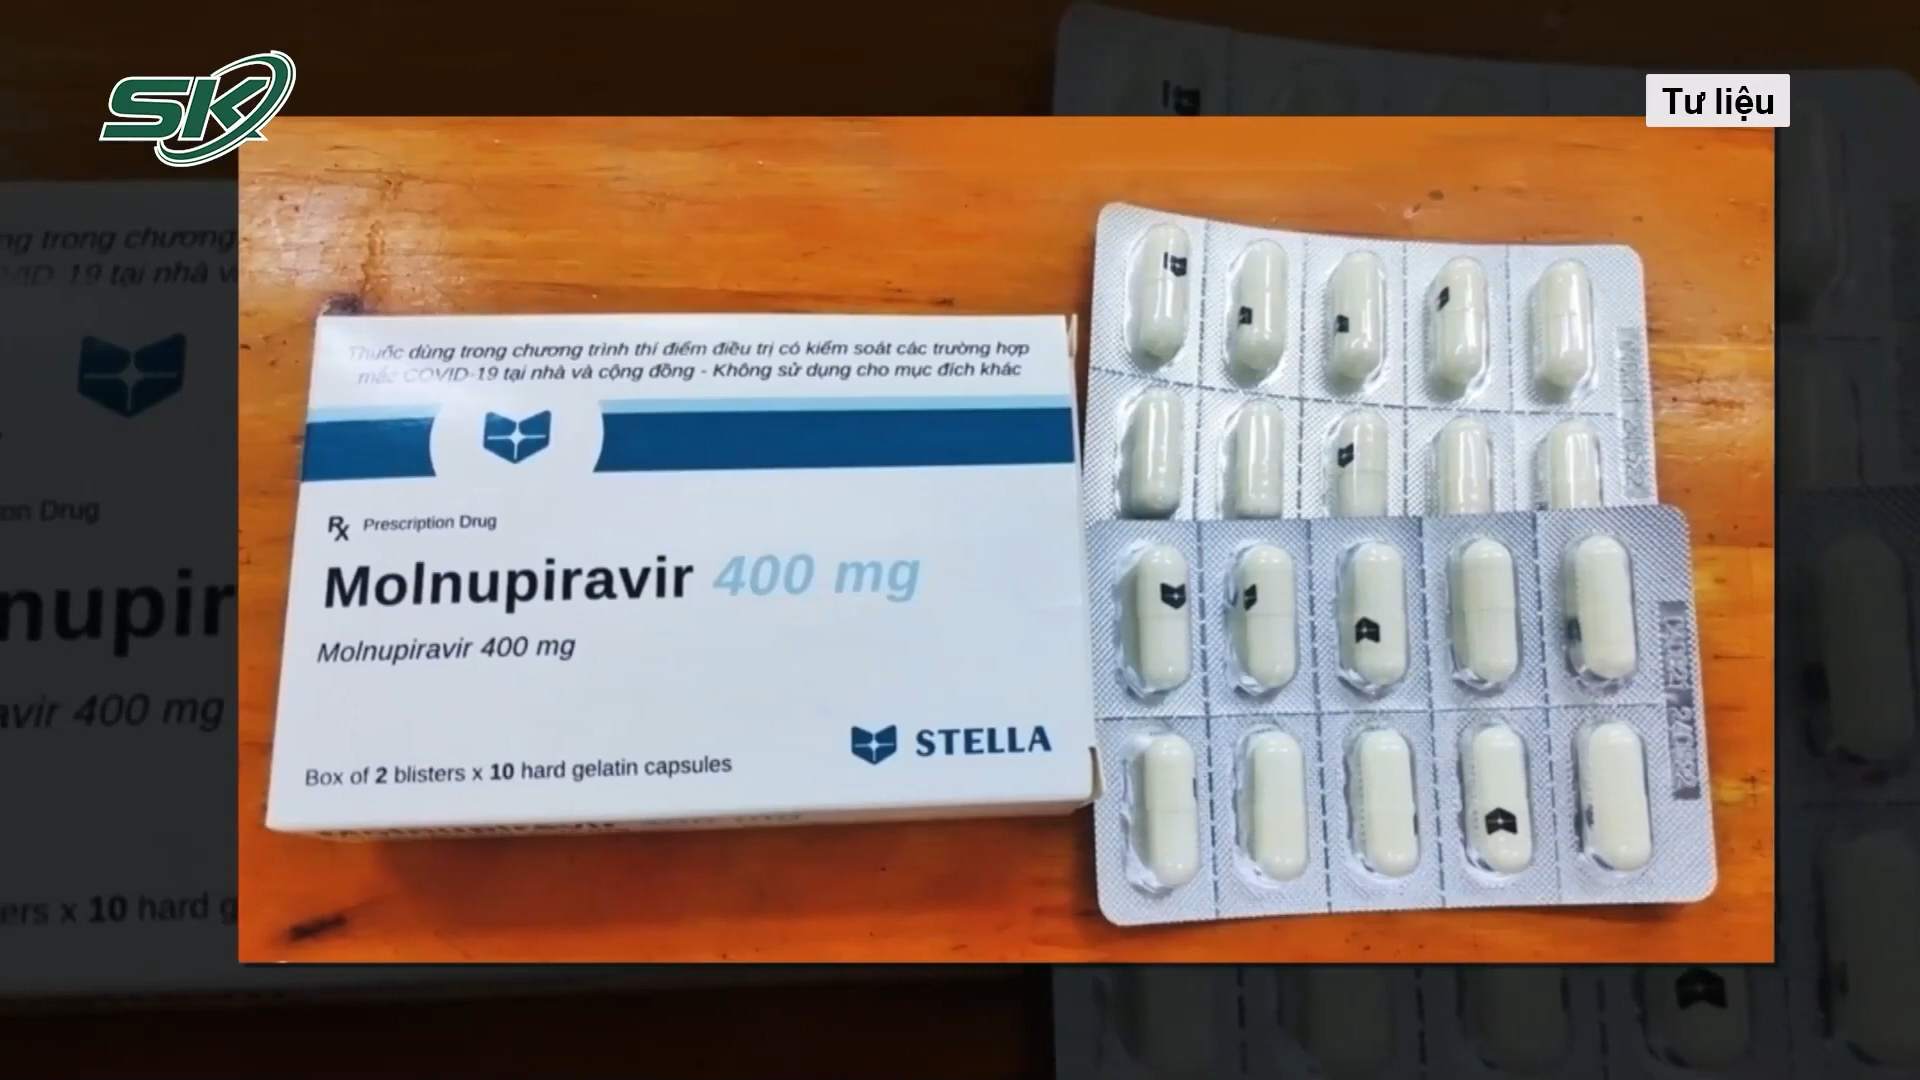 SK
Tư liệu
Thuốc dùng trong chương trình thí điểm điều trị có kiểm soát các trường hợp
mắc COVID-19 tại nhà và cộng đồng - Không sử dụng cho mục đích khác
Rx Prescription Drug
Molnupiravir 400 mg
Molnupiravir 400 mg
STELLA
Box of 2 blisters x 10 hard gelatin capsules